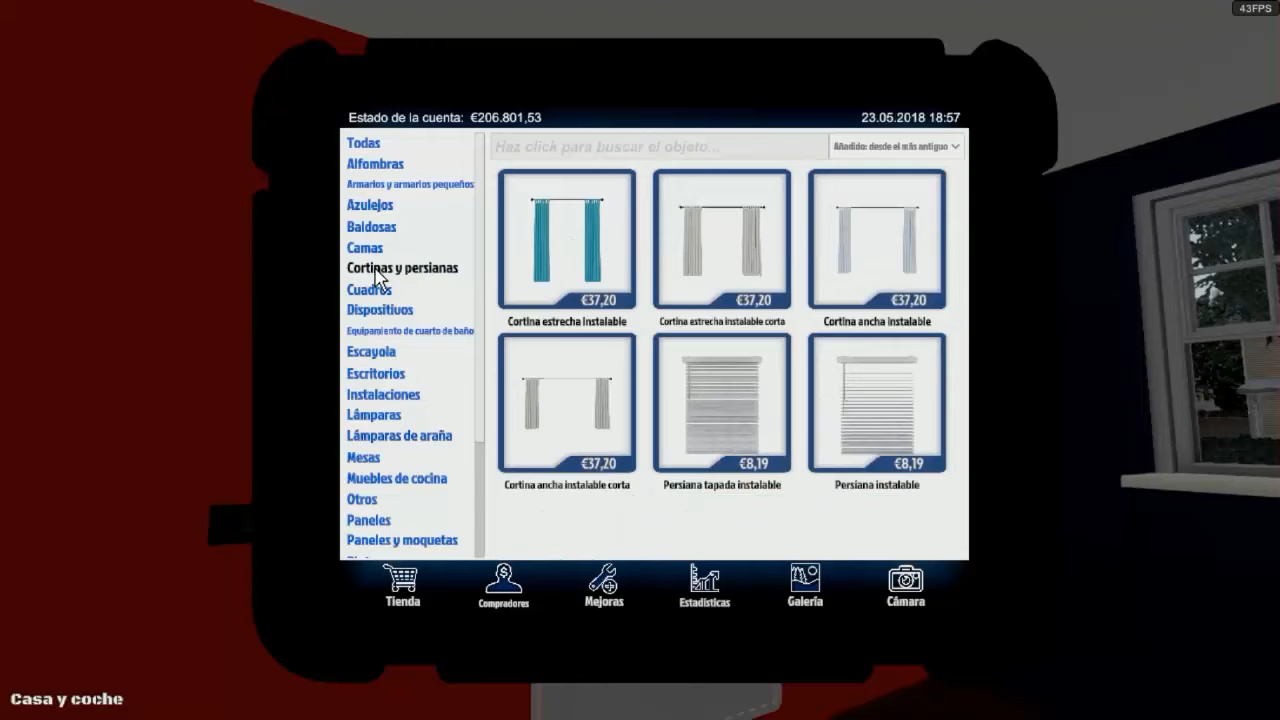 43FPS
Estado de la cuenta: €206.801,53
23.05.2018 18:57
Todas
Alfombras
Armarios y armarios pequeños
Azulejos
Baldosas
Camas
Cortinas y persianas
Cuadros
Dispositivos
Equipamiento de cuarto de baño
Escayola
Escritorios
Instalaciones
Lámparas
Lámparas de araña
Mesas
Muebles de cocina
Otros
Paneles
Paneles y moquetas
Haz click para buscar el objeto...
Añadido: desde el más antiguo
€37,20
€37,20
€37,20
Cortina estrecha instalable
Cortina estrecha instalable corta
Cortina ancha instalable
€37,20
€8,19
€8,19
Cortina ancha instalable corta
Persiana tapada instalable
Persiana instalable
Tienda
Compradores
Mejoras
Estadísticas
Galería
Cámara
Casa y coche